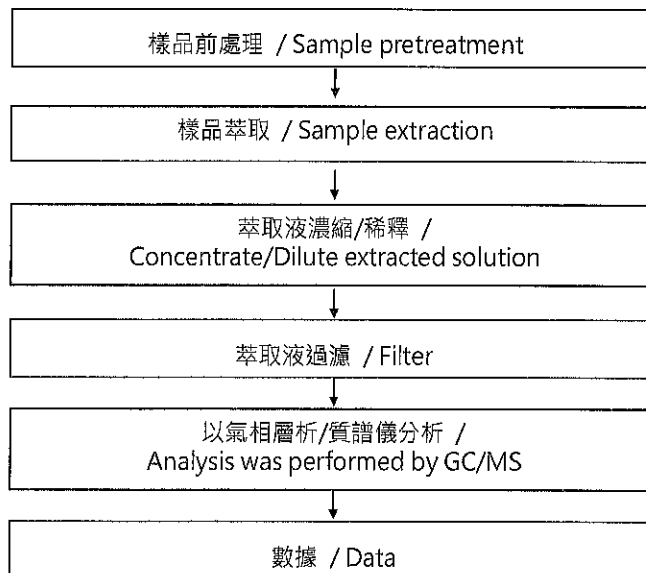 樣品前處理 / Sample pretreatment
樣品萃取 / Sample extraction
萃取液濃縮/稀釋 /
Concentrate/Dilute extracted solution
萃取液過濾 / Filter
以氣相層析/質譜儀分析 /
Analysis was performed by GC/MS
數據 / Data